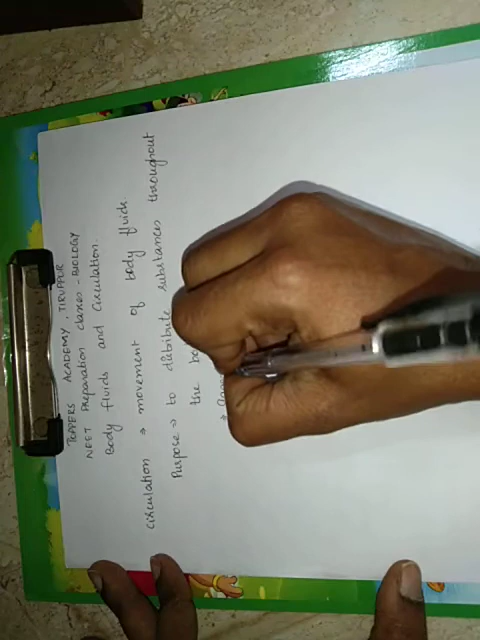 TOPPERS ACADEMY, TIRUPPUR
NEET Preparation classes - BIOLOGY
Body fluids and Circulation.
Circulation → movement of body fluids
Purpose → to distribute substances throughout
the